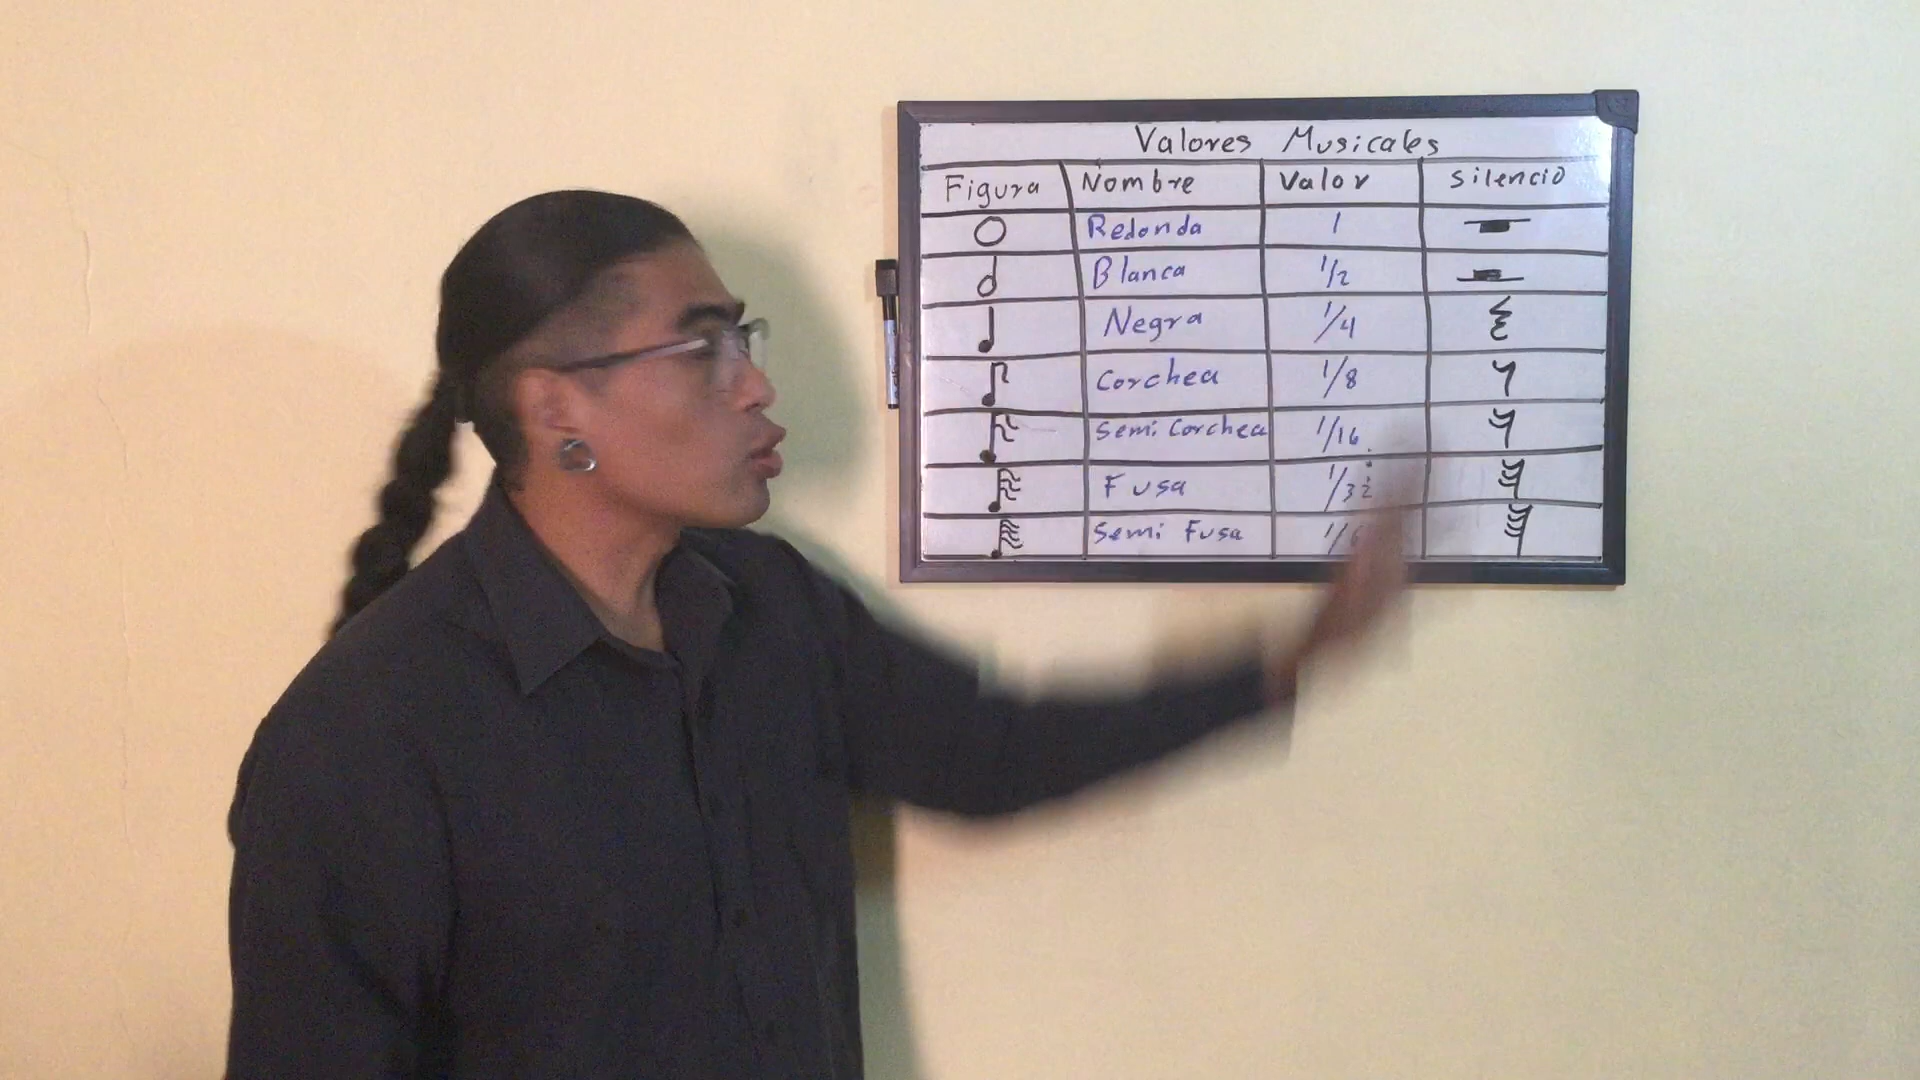 Valores Musicales
Figura Nombre Valor Silencio
Redonda 1
Blanca 1/2
Negra 1/4
Corchea 1/8
Semi Corchea 1/16
Fusa 1/32
Semi Fusa